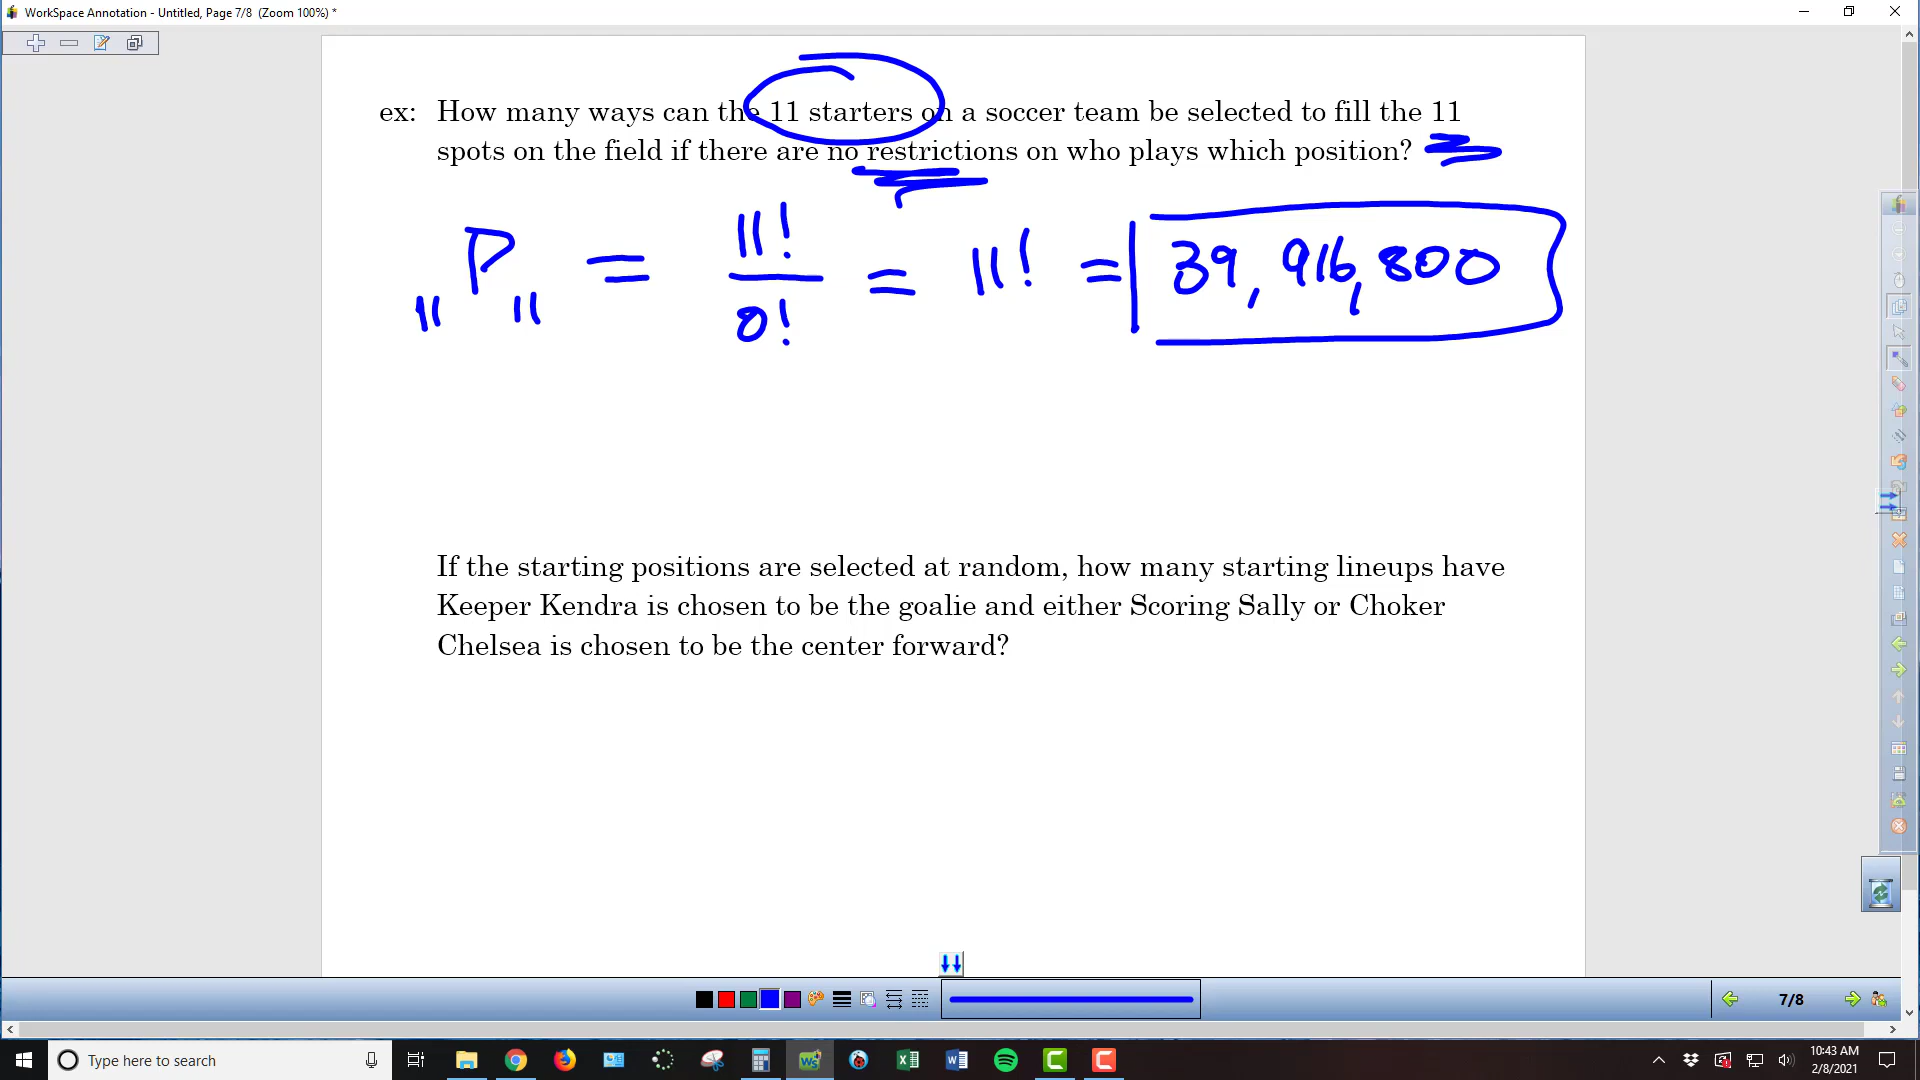 WorkSpace Annotation - Untitled, Page 7/8 (Zoom 100%) *
ex: How many ways can the 11 starters on a soccer team be selected to fill the 11
spots on the field if there are no restrictions on who plays which position?
11P11 = 11!/0! = 11! = 39,916,800
If the starting positions are selected at random, how many starting lineups have
Keeper Kendra is chosen to be the goalie and either Scoring Sally or Choker
Chelsea is chosen to be the center forward?
7/8
Type here to search
10:43 AM
2/8/2021